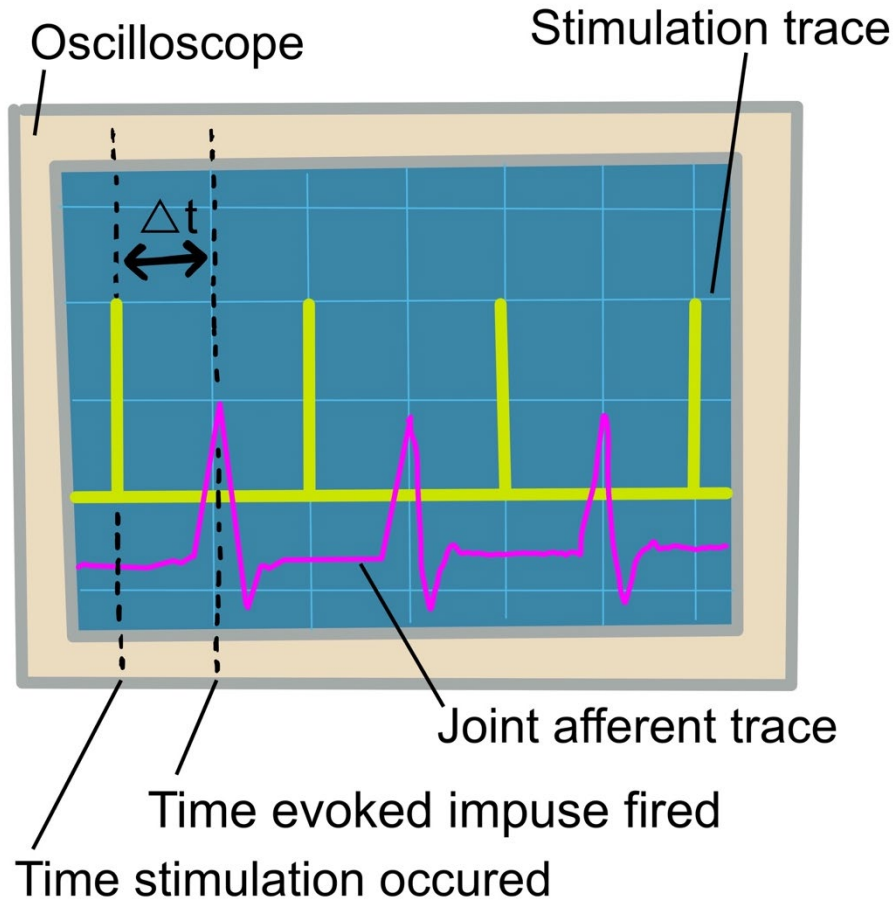 Oscilloscope
Stimulation trace
△t
Joint afferent trace
Time evoked impuse fired
Time stimulation occured